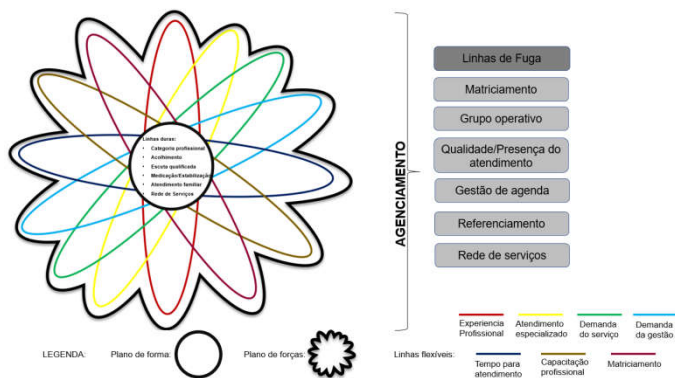 Linhas duras:
• Categoria profissional
• Acolhimento
• Escuta qualificada
• Medicação/Estabilização
• Atendimento familiar
• Rede de Serviços
AGENCIAMENTO
Linhas de Fuga
Matriciamento
Grupo operativo
Qualidade/Presença do
atendimento
Gestão de agenda
Referenciamento
Rede de serviços
Experiencia
Profissional
Atendimento
especializado
Demanda
do serviço
Demanda
da gestão
LEGENDA:
Plano de forma:
Plano de forças:
Linhas flexíveis:
Tempo para
atendimento
Capacitação
profissional
Matriciamento